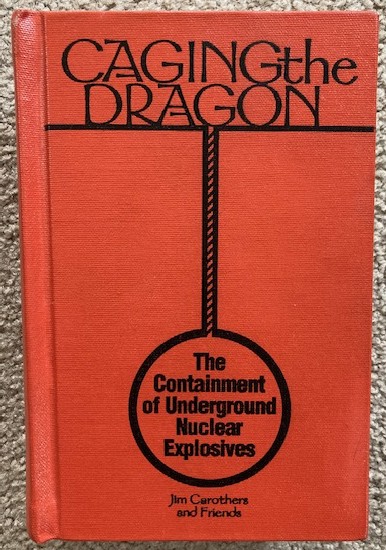 CAGING the
DRAGON
The
Containment
of Underground
Nuclear
Explosives
Jim Carothers
and Friends